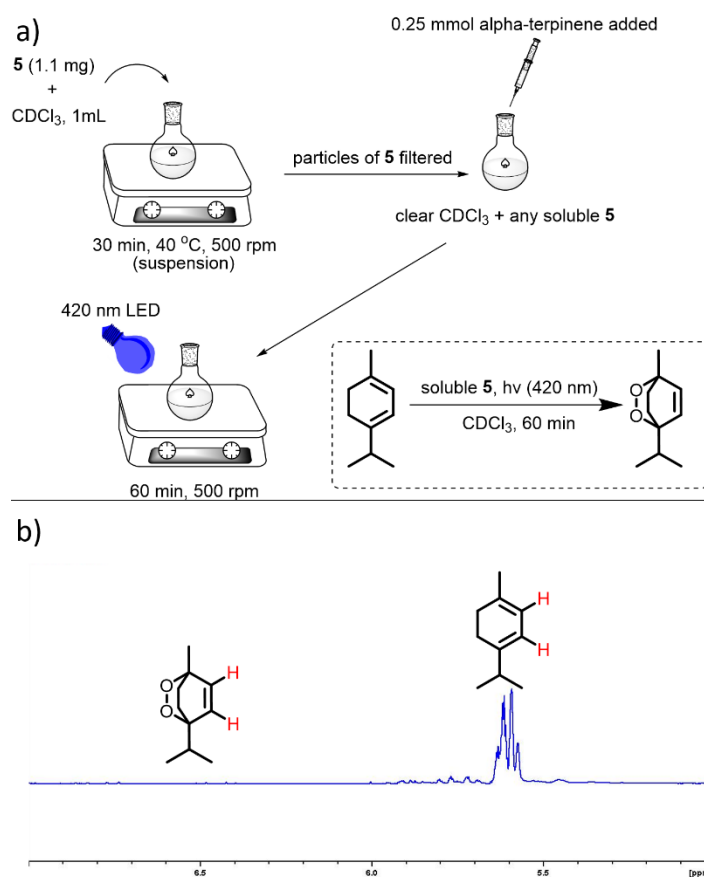 a)
0.25 mmol alpha-terpinene added
5 (1.1 mg)
+
CDCl3, 1mL
particles of 5 filtered
clear CDCl3 + any soluble 5
30 min, 40 oC, 500 rpm
(suspension)
420 nm LED
soluble 5, hv (420 nm)
CDCl3, 60 min
O
O
60 min, 500 rpm
b)
H
H
O
O
H
H
6.5
6.0
5.5